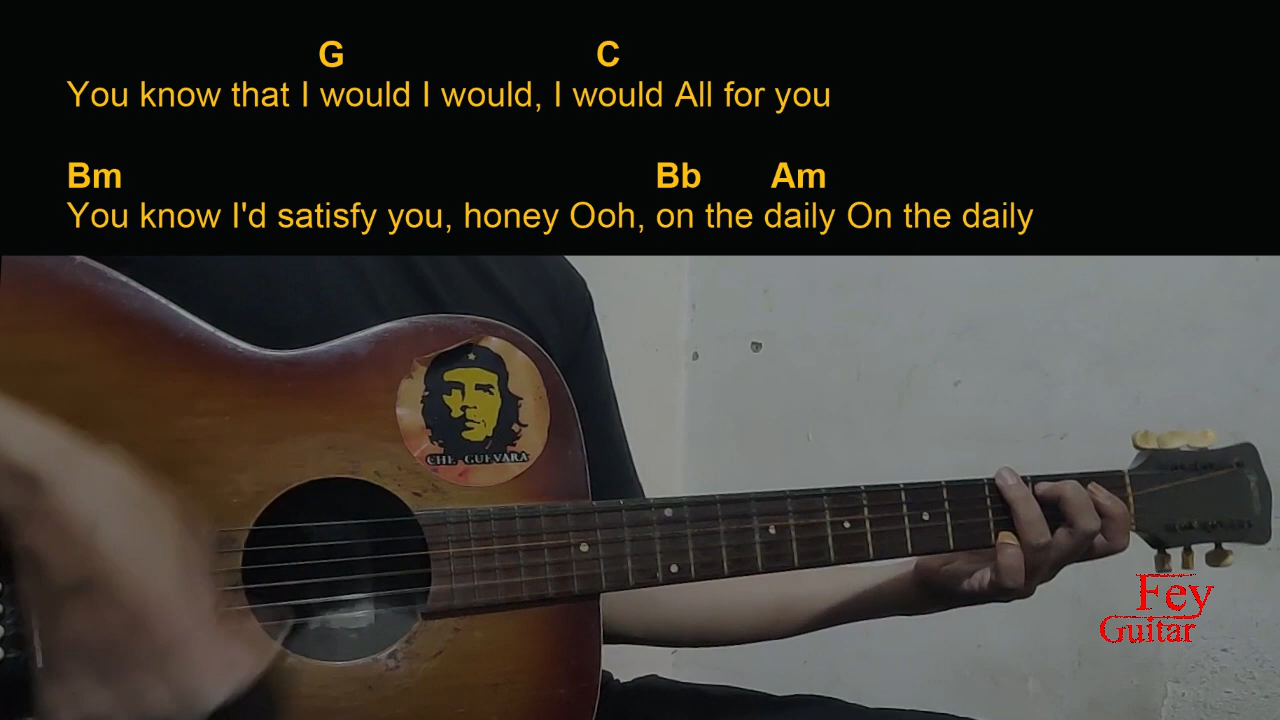 G C
You know that I would I would, I would All for you
Bm Bb Am
You know I'd satisfy you, honey Ooh, on the daily On the daily
CHE GUEVARA
Fey
Guitar